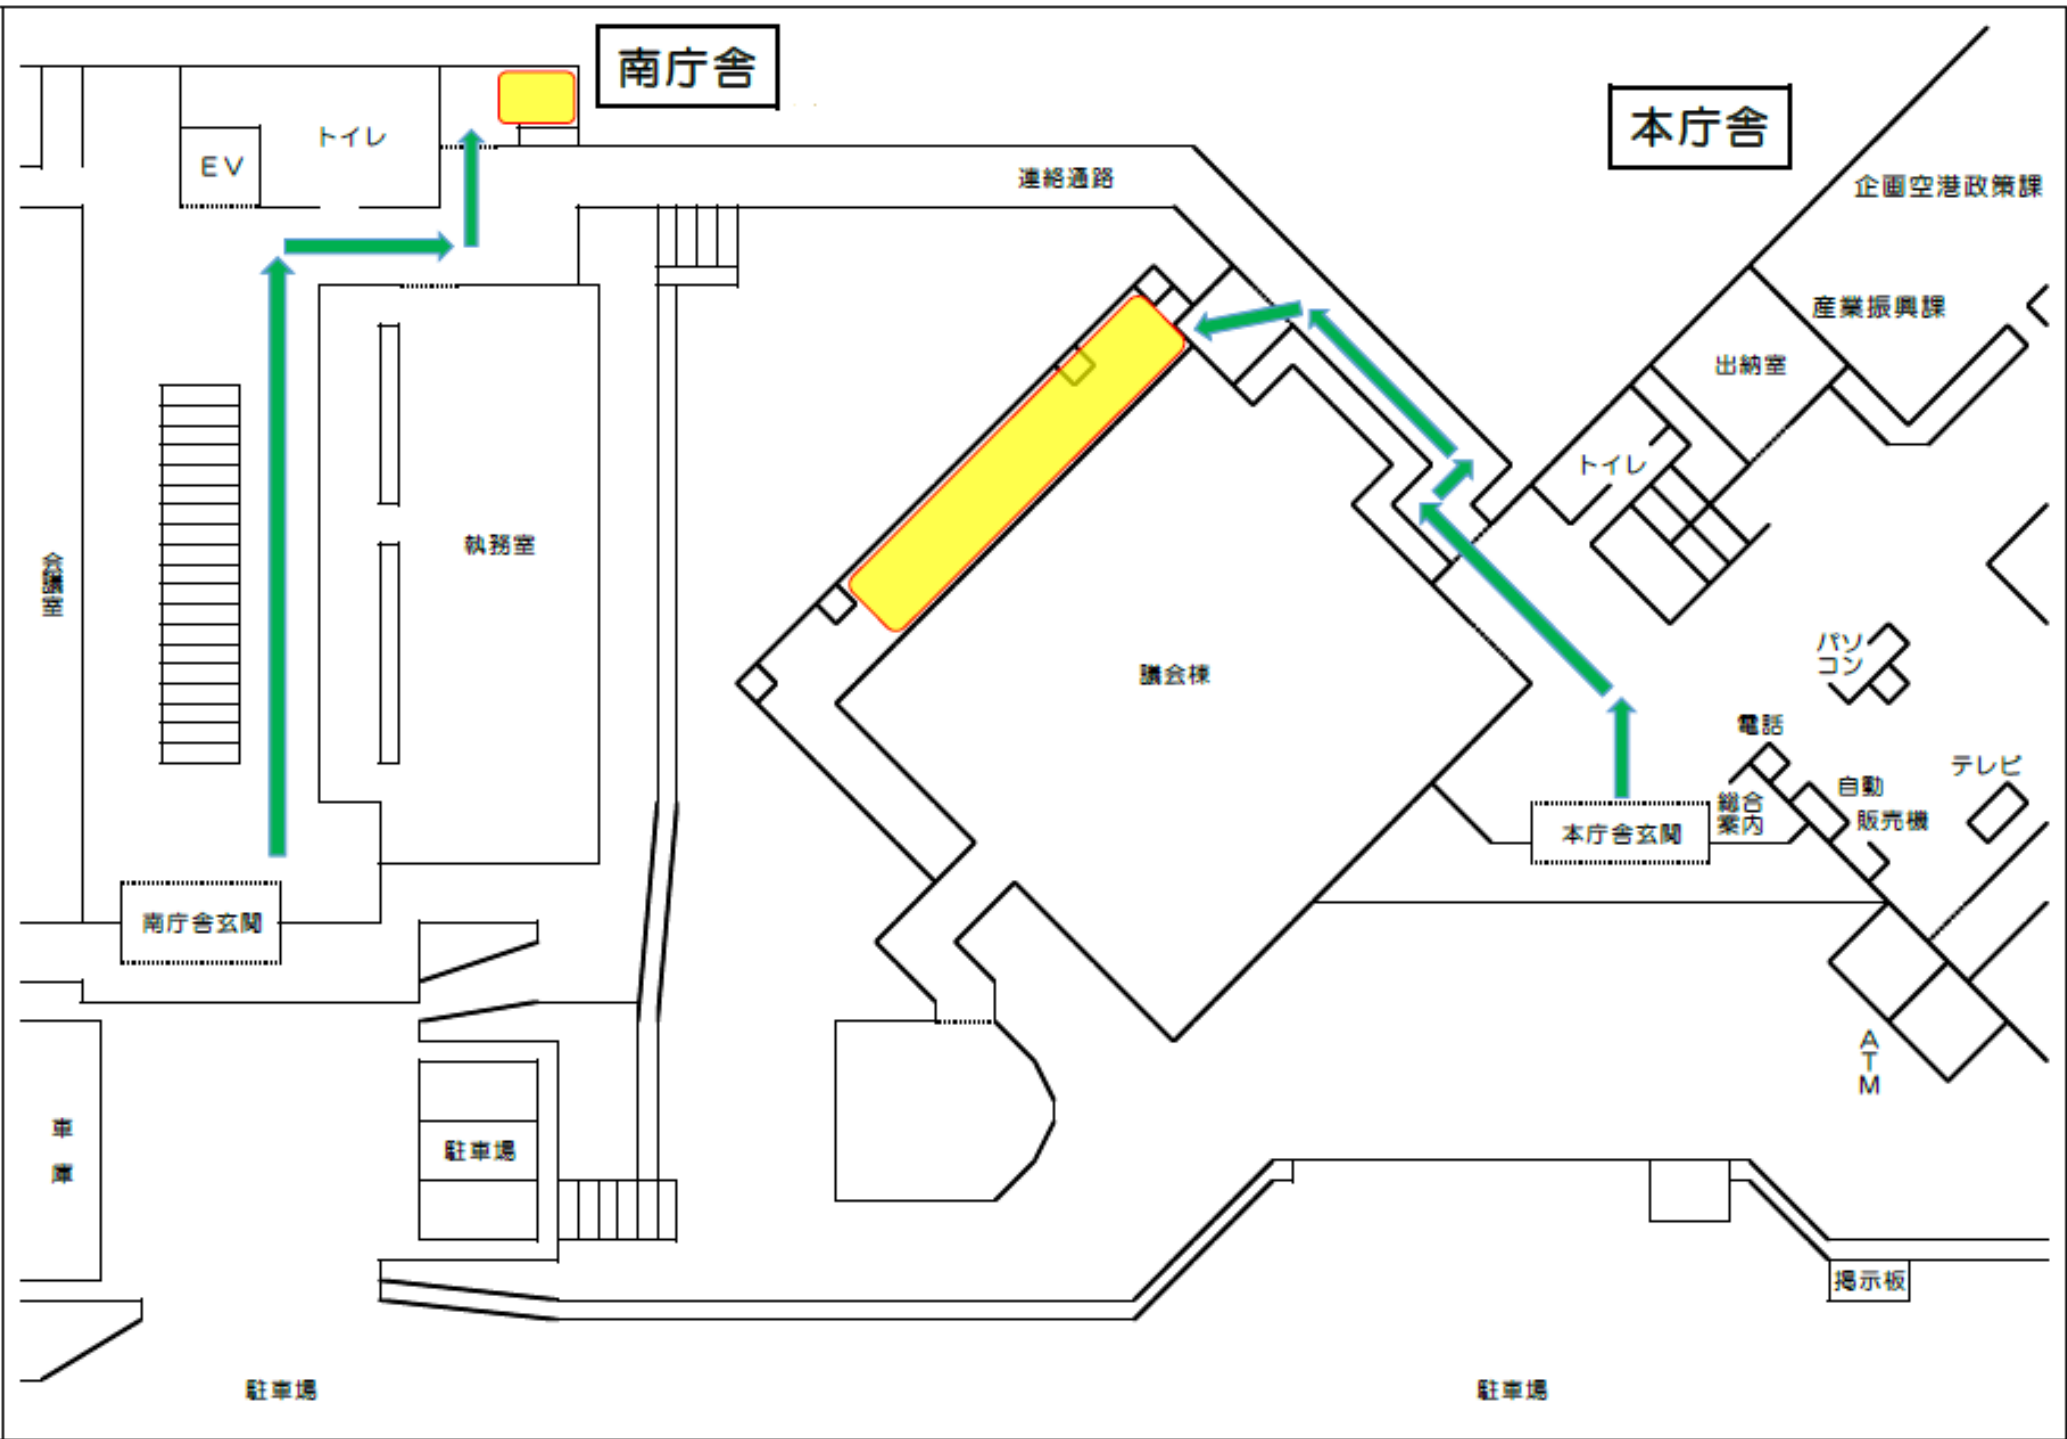 南庁舎
本庁舎
トイレ
EV
連絡通路
企画空港政策課
産業振興課
出納室
トイレ
執務室
会議室
議会棟
パソ
コン
電話
テレビ
自動
販売機
総合
案内
本庁舎玄関
南庁舎玄関
ATM
車庫
駐車場
掲示板
駐車場
駐車場